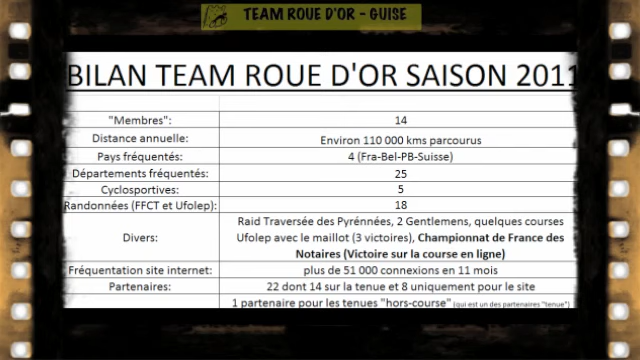 TEAM ROUE D'OR - GUISE
BILAN TEAM ROUE D'OR SAISON 2011
"Membres": 14
Distance annuelle: Environ 110 000 kms parcourus
Pays fréquentés: 4 (Fra-Bel-PB-Suisse)
Départements fréquentés: 25
Cyclosportives: 5
Randonnées (FFCT et Ufolep): 18
Divers: Raid Traversée des Pyrénnées, 2 Gentlemens, quelques courses
Ufolep avec le maillot (3 victoires), Championnat de France des
Notaires (Victoire sur la course en ligne)
Fréquentation site internet: plus de 51 000 connexions en 11 mois
Partenaires: 22 dont 14 sur la tenue et 8 uniquement pour le site
1 partenaire pour les tenues "hors-course" (qui est un des partenaires "tenue")